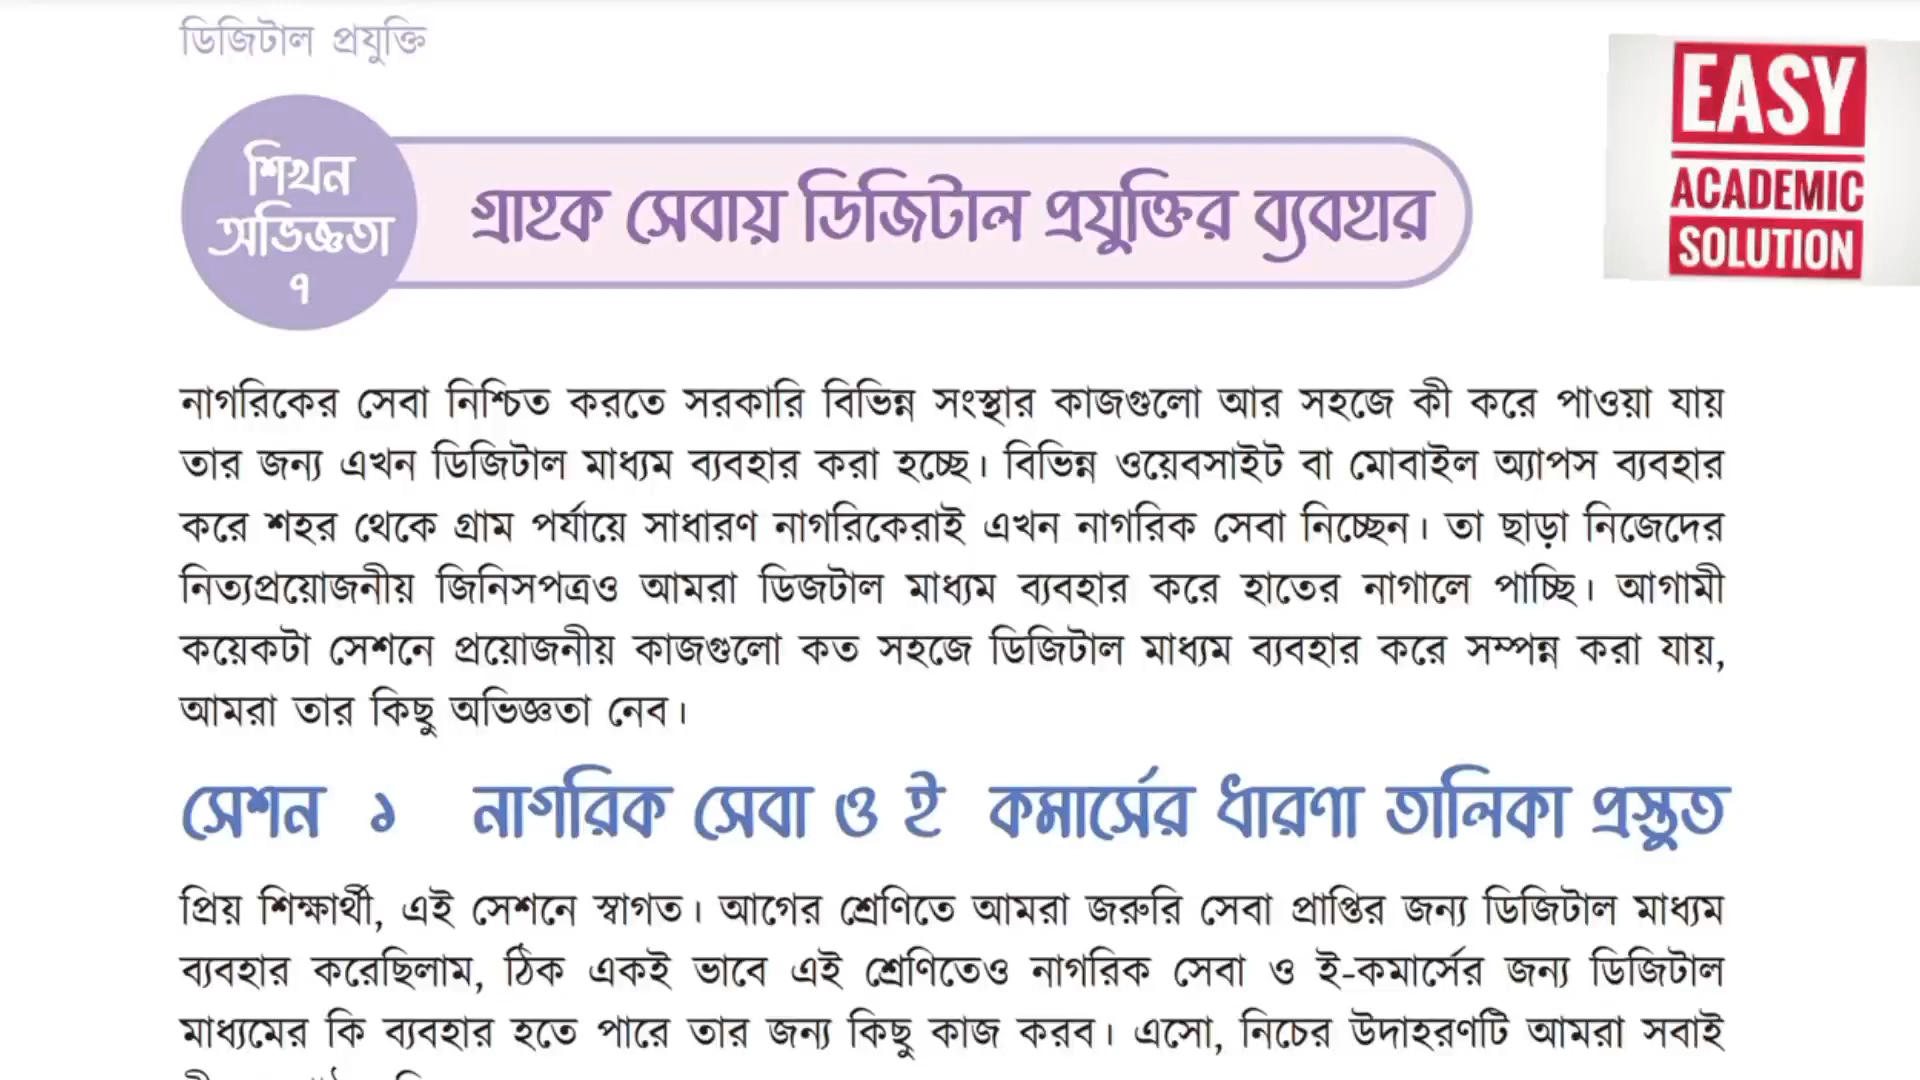 ডিজিটাল প্রযুক্তি
EASY
ACADEMIC
SOLUTION
শিখন
অভিজ্ঞতা
৭
গ্রাহক সেবায় ডিজিটাল প্রযুক্তির ব্যবহার
নাগরিকের সেবা নিশ্চিত করতে সরকারি বিভিন্ন সংস্থার কাজগুলো আর সহজে কী করে পাওয়া যায়
তার জন্য এখন ডিজিটাল মাধ্যম ব্যবহার করা হচ্ছে। বিভিন্ন ওয়েবসাইট বা মোবাইল অ্যাপস ব্যবহার
করে শহর থেকে গ্রাম পর্যায়ে সাধারণ নাগরিকেরাই এখন নাগরিক সেবা নিচ্ছেন। তা ছাড়া নিজেদের
নিত্যপ্রয়োজনীয় জিনিসপত্রও আমরা ডিজটাল মাধ্যম ব্যবহার করে হাতের নাগালে পাচ্ছি। আগামী
কয়েকটা সেশনে প্রয়োজনীয় কাজগুলো কত সহজে ডিজিটাল মাধ্যম ব্যবহার করে সম্পন্ন করা যায়,
আমরা তার কিছু অভিজ্ঞতা নেব।
সেশন ১ নাগরিক সেবা ও ই কমার্সের ধারণা তালিকা প্রস্তুত
প্রিয় শিক্ষার্থী, এই সেশনে স্বাগত। আগের শ্রেণিতে আমরা জরুরি সেবা প্রাপ্তির জন্য ডিজিটাল মাধ্যম
ব্যবহার করেছিলাম, ঠিক একই ভাবে এই শ্রেণিতেও নাগরিক সেবা ও ই-কমার্সের জন্য ডিজিটাল
মাধ্যমের কি ব্যবহার হতে পারে তার জন্য কিছু কাজ করব। এসো, নিচের উদাহরণটি আমরা সবাই